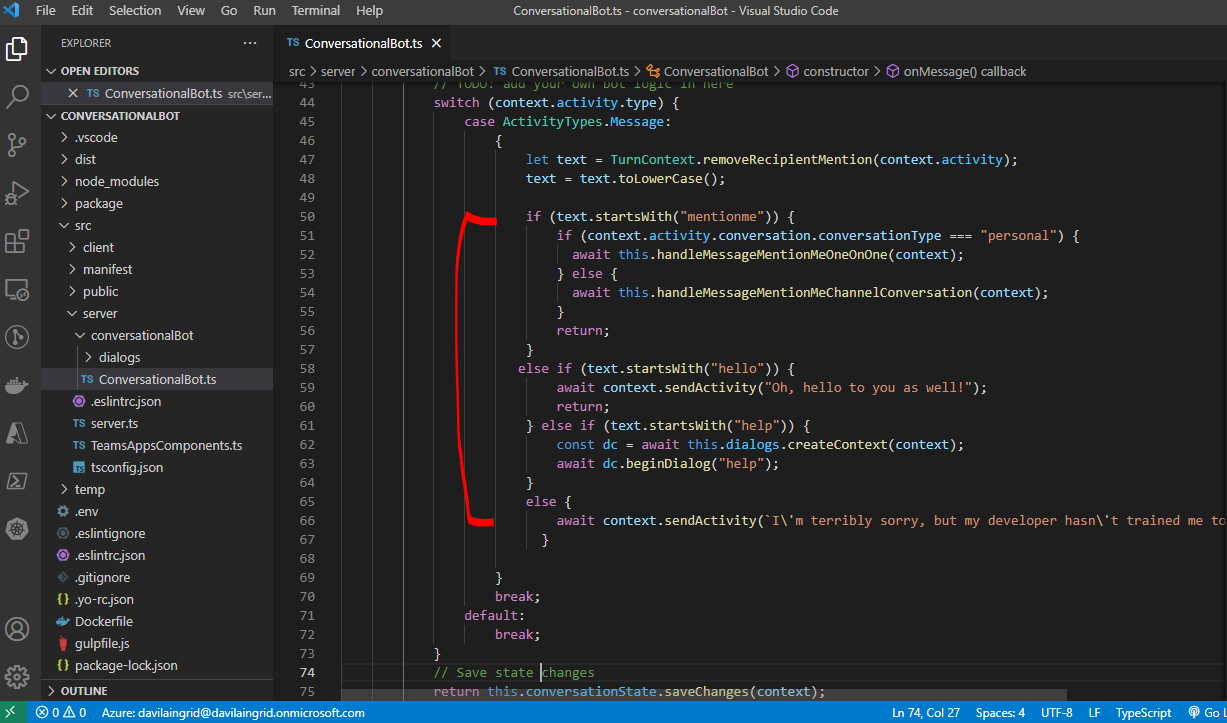 File Edit Selection View Go Run Terminal Help ConversationalBot.ts - conversationalBot - Visual Studio Code
EXPLORER ···
OPEN EDITORS
TS ConversationalBot.ts src\ser...
CONVERSATIONALBOT
.vscode
dist
node_modules
package
src
client
manifest
public
server
conversationalBot
dialogs
TS ConversationalBot.ts
.eslintrc.json
TS server.ts
TS TeamsAppsComponents.ts
TS tsconfig.json
temp
.env
.eslintignore
.eslintrc.json
.gitignore
{} .yo-rc.json
Dockerfile
gulpfile.js
{} package-lock.json
OUTLINE
TS ConversationalBot.ts
src > server > conversationalBot > TS ConversationalBot.ts > ConversationalBot > constructor > onMessage() callback
43 // TODO: add your own bot logic in here
44 switch (context.activity.type) {
45 case ActivityTypes.Message:
46 {
47 let text = TurnContext.removeRecipientMention(context.activity);
48 text = text.toLowerCase();
49
50 if (text.startsWith("mentionme")) {
51 if (context.activity.conversation.conversationType === "personal") {
52 await this.handleMessageMentionMeOneOnOne(context);
53 } else {
54 await this.handleMessageMentionMeChannelConversation(context);
55 }
56 return;
57 }
58 else if (text.startsWith("hello")) {
59 await context.sendActivity("Oh, hello to you as well!");
60 return;
61 } else if (text.startsWith("help")) {
62 const dc = await this.dialogs.createContext(context);
63 await dc.beginDialog("help");
64 }
65 else {
66 await context.sendActivity(`I\'m terribly sorry, but my developer hasn\'t trained me to
67 }
68
69 }
70 break;
71 default:
72 break;
73 }
74 // Save state changes
75 return this.conversationState.saveChanges(context);
0 0 Azure: davilaingrid@davilaingrid.onmicrosoft.com Ln 74, Col 27 Spaces: 4 UTF-8 LF TypeScript Go L